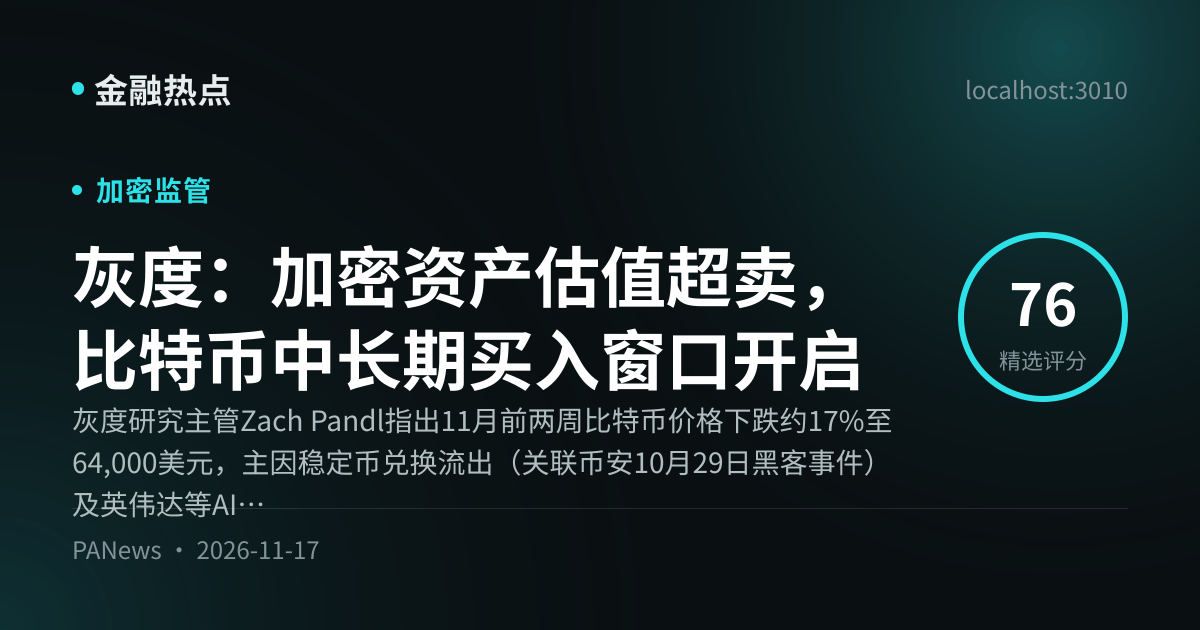 金融热点
localhost:3010
加密监管
灰度：加密资产估值超卖，
比特币中长期买入窗口开启
76
精选评分
灰度研究主管Zach Pandl指出11月前两周比特币价格下跌约17%至
64,000美元，主因稳定币兑换流出（关联币安10月29日黑客事件）
及英伟达等AI…
PANews • 2026-11-17